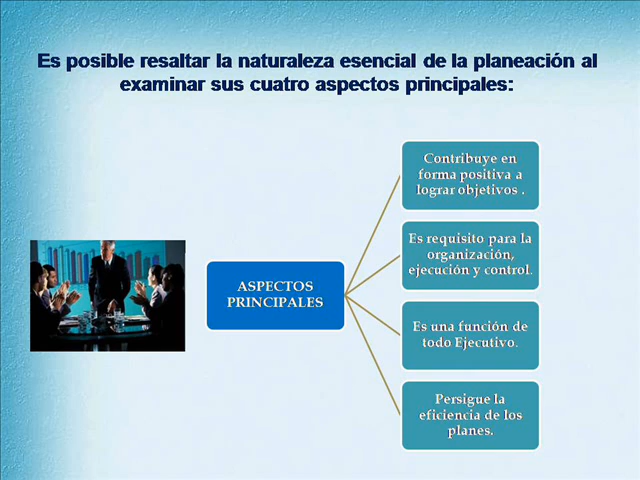 Es posible resaltar la naturaleza esencial de la planeación al
examinar sus cuatro aspectos principales:
ASPECTOS
PRINCIPALES
Contribuye en
forma positiva a
lograr objetivos .
Es requisito para la
organización,
ejecución y control.
Es una función de
todo Ejecutivo.
Persigue la
eficiencia de los
planes.